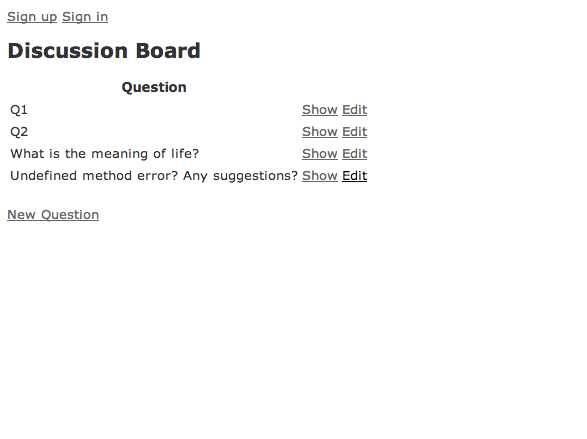 Sign up Sign in
Discussion Board
Question
Q1 Show Edit
Q2 Show Edit
What is the meaning of life? Show Edit
Undefined method error? Any suggestions? Show Edit
New Question